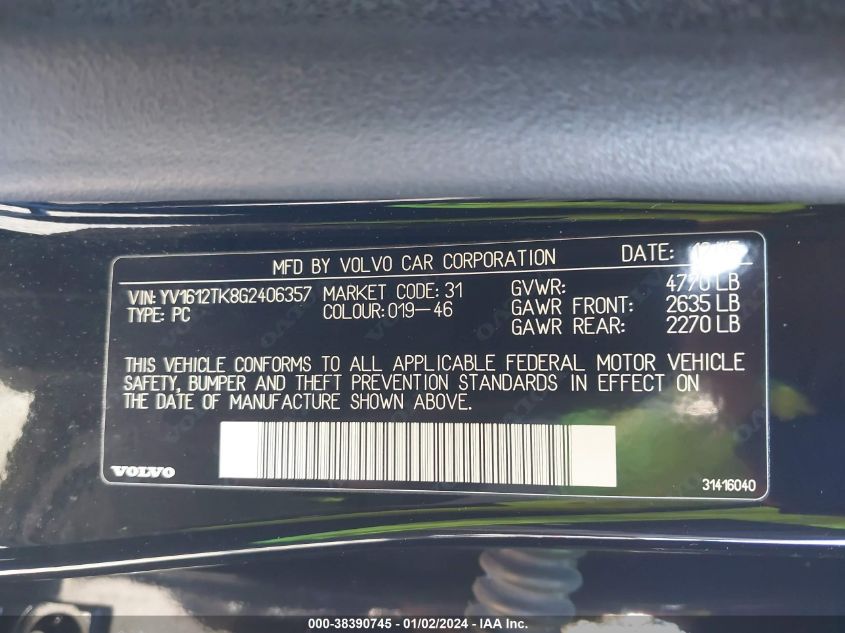 MFD BY VOLVO CAR CORPORATION DATE:
VIN: YV1612TK8G2406357 MARKET CODE: 31 GVWR: 4770 LB
TYPE: PC COLOUR: 019-46 GAWR FRONT: 2635 LB
GAWR REAR: 2270 LB
THIS VEHICLE CONFORMS TO ALL APPLICABLE FEDERAL MOTOR VEHICLE
SAFETY, BUMPER AND THEFT PREVENTION STANDARDS IN EFFECT ON
THE DATE OF MANUFACTURE SHOWN ABOVE.
VOLVO 31416040
000-38390745 - 01/02/2024 - IAA Inc.